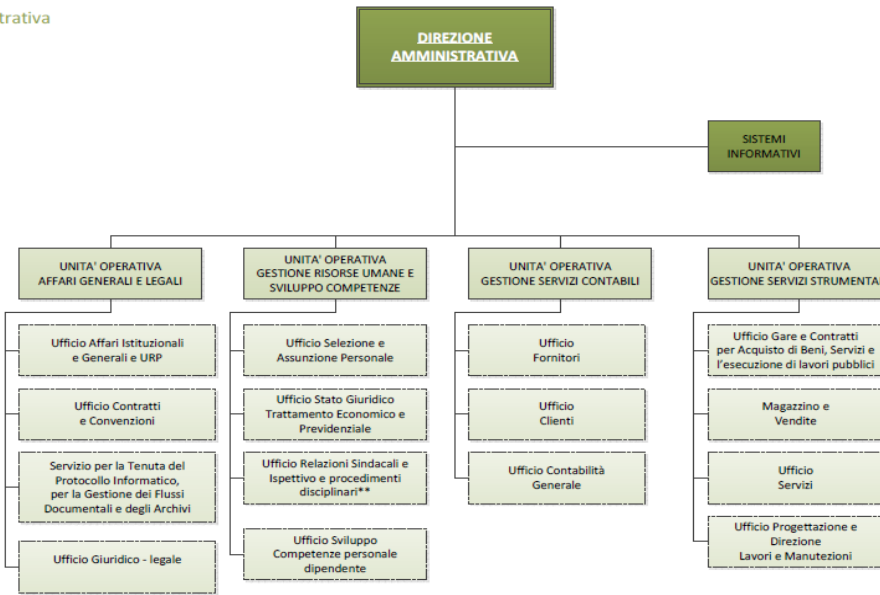 trativa
DIREZIONE
AMMINISTRATIVA
SISTEMI
INFORMATIVI
UNITA' OPERATIVA
AFFARI GENERALI E LEGALI
UNITA' OPERATIVA
GESTIONE RISORSE UMANE E
SVILUPPO COMPETENZE
UNITA' OPERATIVA
GESTIONE SERVIZI CONTABILI
UNITA' OPERATIVA
GESTIONE SERVIZI STRUMENTA
Ufficio Affari Istituzionali
e Generali e URP
Ufficio Contratti
e Convenzioni
Servizio per la Tenuta del
Protocollo Informatico,
per la Gestione dei Flussi
Documentali e degli Archivi
Ufficio Giuridico - legale
Ufficio Selezione e
Assunzione Personale
Ufficio Stato Giuridico
Trattamento Economico e
Previdenziale
Ufficio Relazioni Sindacali e
Ispettivo e procedimenti
disciplinari**
Ufficio Sviluppo
Competenze personale
dipendente
Ufficio
Fornitori
Ufficio
Clienti
Ufficio Contabilità
Generale
Ufficio Gare e Contratti
per Acquisto di Beni, Servizi e
l'esecuzione di lavori pubblici
Magazzino e
Vendite
Ufficio
Servizi
Ufficio Progettazione e
Direzione
Lavori e Manutezioni